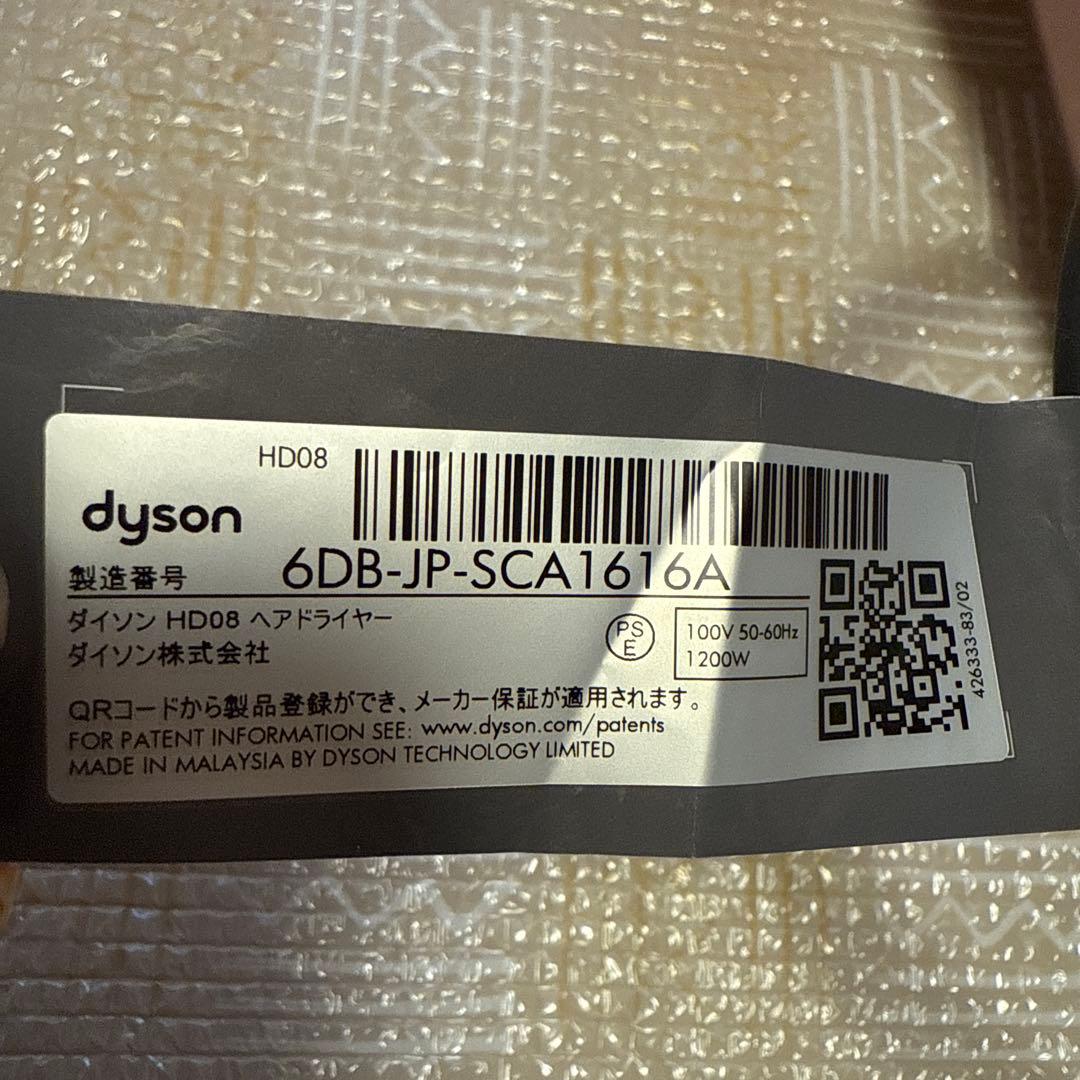 HD08
dyson
製造番号 6DB-JP-SCA1616A
ダイソン HD08 ヘアドライヤー
ダイソン株式会社
PS
E
100V 50-60Hz
1200W
426333-83/02
QRコードから製品登録ができ、メーカー保証が適用されます。
FOR PATENT INFORMATION SEE: www.dyson.com/patents
MADE IN MALAYSIA BY DYSON TECHNOLOGY LIMITED